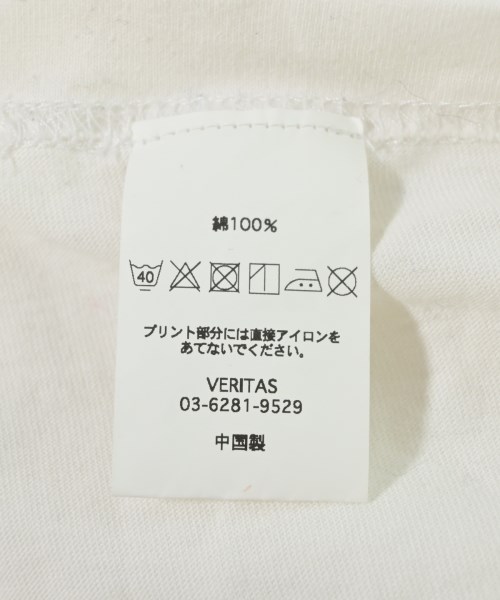 綿100%
40
プリント部分には直接アイロンを
あてないでください。
VERITAS
03-6281-9529
中国製